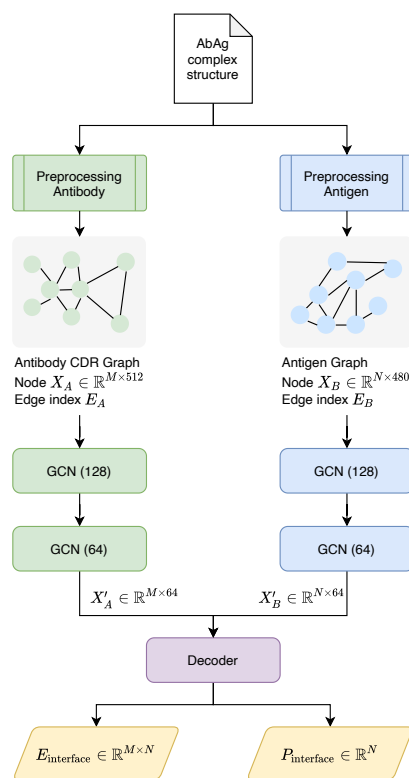 AbAg
complex
structure
Preprocessing
Antibody
Preprocessing
Antigen
Antibody CDR Graph
Node $X_A \in \mathbb{R}^{M \times 512}$
Edge index $E_A$
Antigen Graph
Node $X_B \in \mathbb{R}^{N \times 480}$
Edge index $E_B$
GCN (128)
GCN (128)
GCN (64)
GCN (64)
$X'_A \in \mathbb{R}^{M \times 64}$
$X'_B \in \mathbb{R}^{N \times 64}$
Decoder
$E_{\text{interface}} \in \mathbb{R}^{M \times N}$
$P_{\text{interface}} \in \mathbb{R}^{N}$